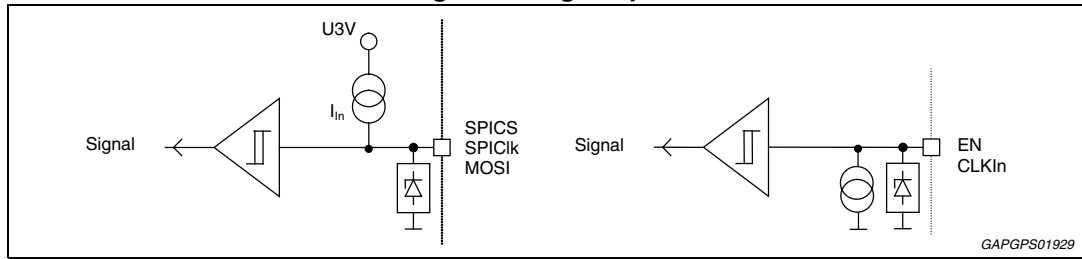 U3V
I_In
Signal
SPICS
SPIClk
MOSI
Signal
EN
CLKIn
GAPGPS01929